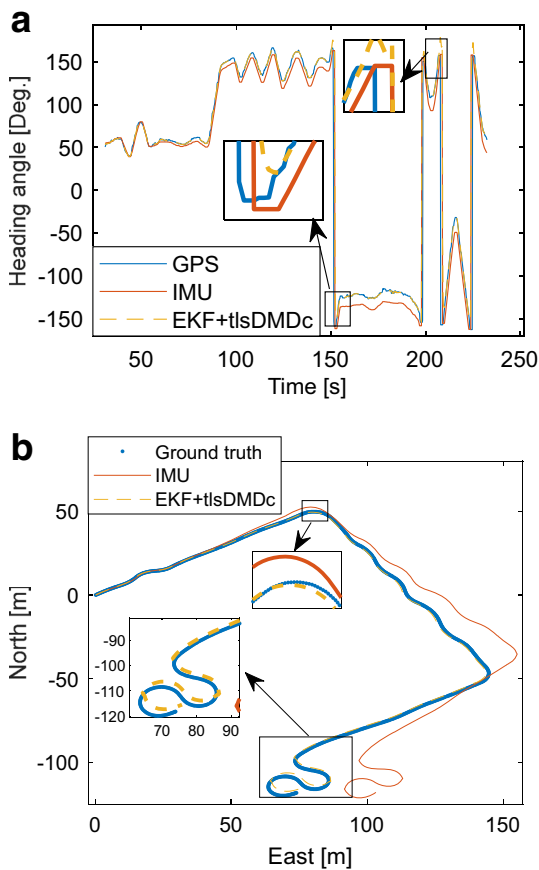 a
Heading angle [Deg.]
150
100
50
0
-50
-100
-150
GPS
IMU
EKF+tlsDMDc
50
100
150
200
250
Time [s]
b
Ground truth
IMU
EKF+tlsDMDc
North [m]
50
0
-50
-100
-90
-100
-110
-120
70
80
90
0
50
100
150
East [m]